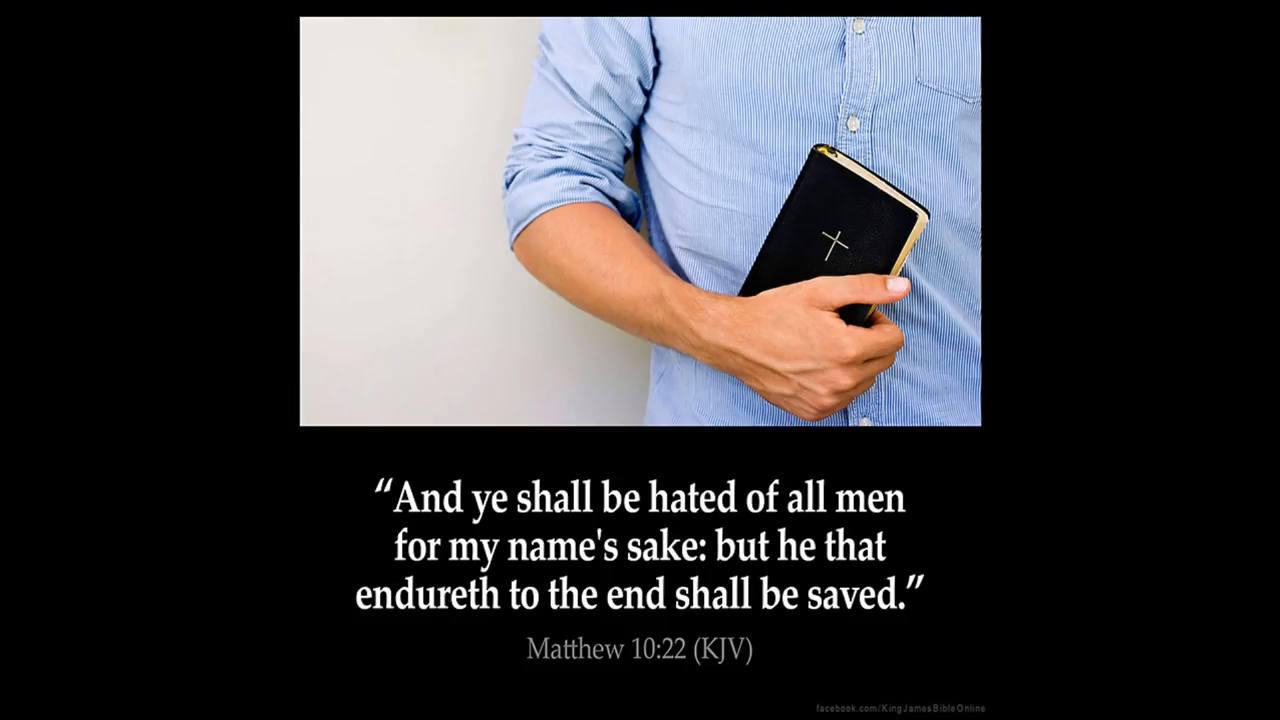 “And ye shall be hated of all men
for my name's sake: but he that
endureth to the end shall be saved.”
Matthew 10:22 (KJV)
facebook.com/KingJamesBibleOnline